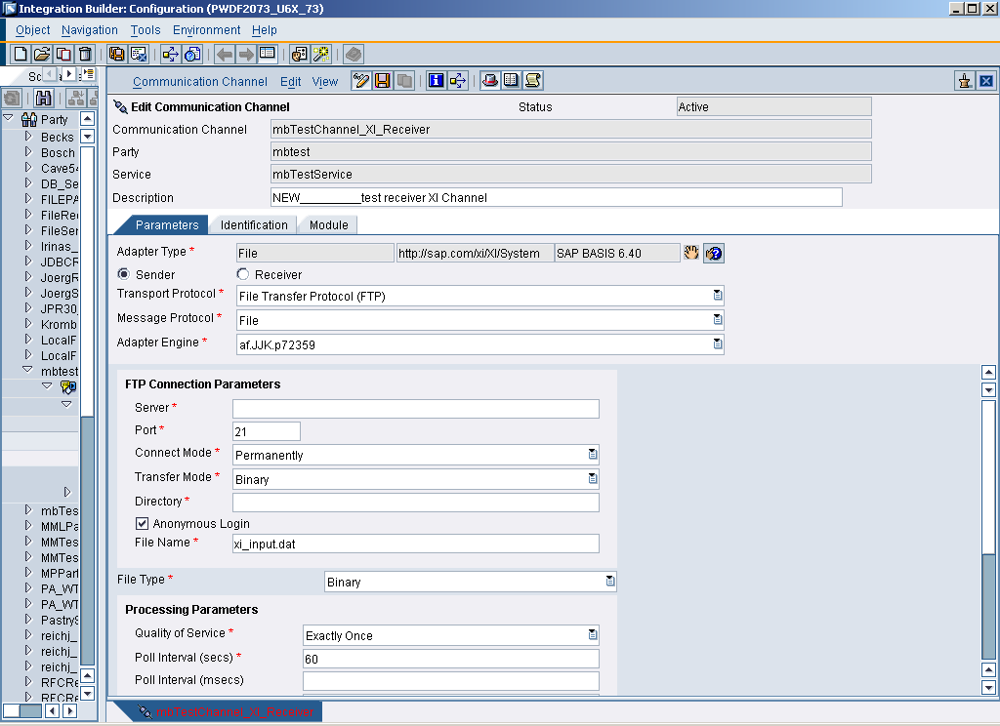 Integration Builder: Configuration (PWDF2073_U6X_73)
Object Navigation Tools Environment Help
Sc
Communication Channel Edit View
Edit Communication Channel Status Active
Communication Channel mbTestChannel_XI_Receiver
Party mbtest
Service mbTestService
Description NEW__________test receiver XI Channel
Parameters Identification Module
Adapter Type * File http://sap.com/xi/XI/System SAP BASIS 6.40
Sender Receiver
Transport Protocol * File Transfer Protocol (FTP)
Message Protocol * File
Adapter Engine * af.JJK.p72359
FTP Connection Parameters
Server *
Port * 21
Connect Mode * Permanently
Transfer Mode * Binary
Directory *
Anonymous Login
File Name * xi_input.dat
File Type * Binary
Processing Parameters
Quality of Service * Exactly Once
Poll Interval (secs) * 60
Poll Interval (msecs)
Party
Becks
Bosch
Cave54
DB_Se
FILEPA
FileRe
FileSer
Irinas_
JDBCR
JoergR
JoergS
JPR30_
Kromb
LocalF
LocalF
mbtest
mbTes
MMLPa
MMTes
MMTes
MPPart
PA_WT
PA_WT
PastryS
reichj_
reichj_
reichj_
RFCRe
RFCRe